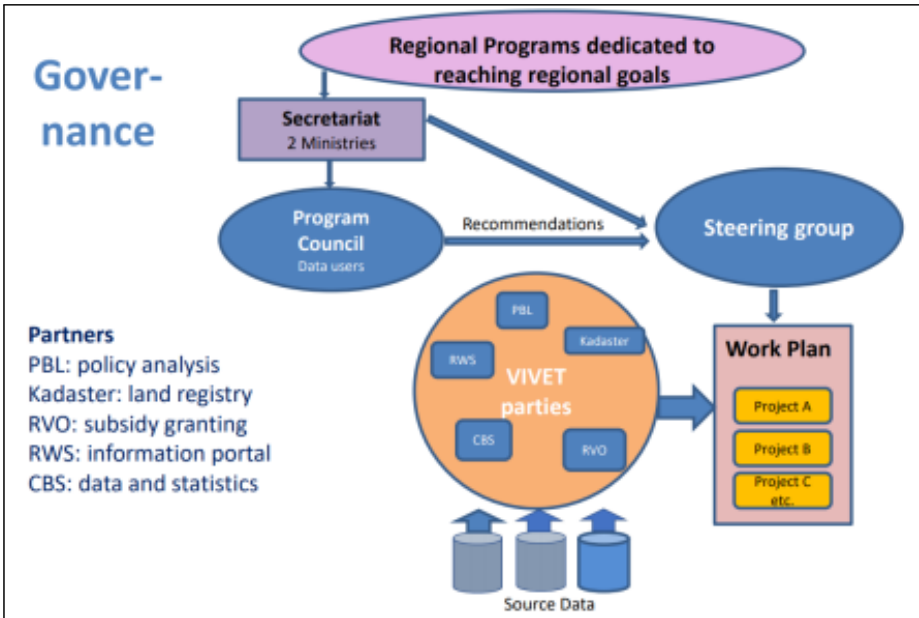 Gover-
nance
Regional Programs dedicated to
reaching regional goals
Secretariat
2 Ministries
Program
Council
Data users
Recommendations
Steering group
Partners
PBL: policy analysis
Kadaster: land registry
RVO: subsidy granting
RWS: information portal
CBS: data and statistics
PBL
Kadaster
RWS
VIVET
parties
CBS
RVO
Work Plan
Project A
Project B
Project C
etc.
Source Data